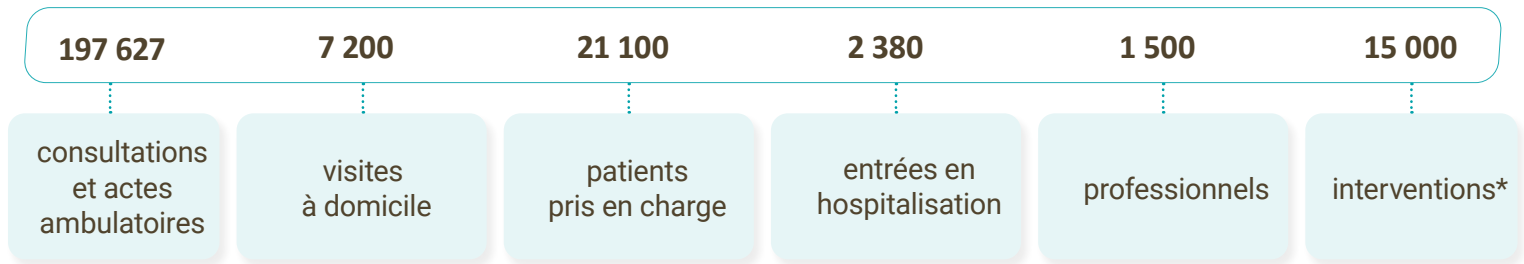 197 627 7 200 21 100 2 380 1 500 15 000
consultations
et actes
ambulatoires
visites
à domicile
patients
pris en charge
entrées en
hospitalisation
professionnels
interventions*